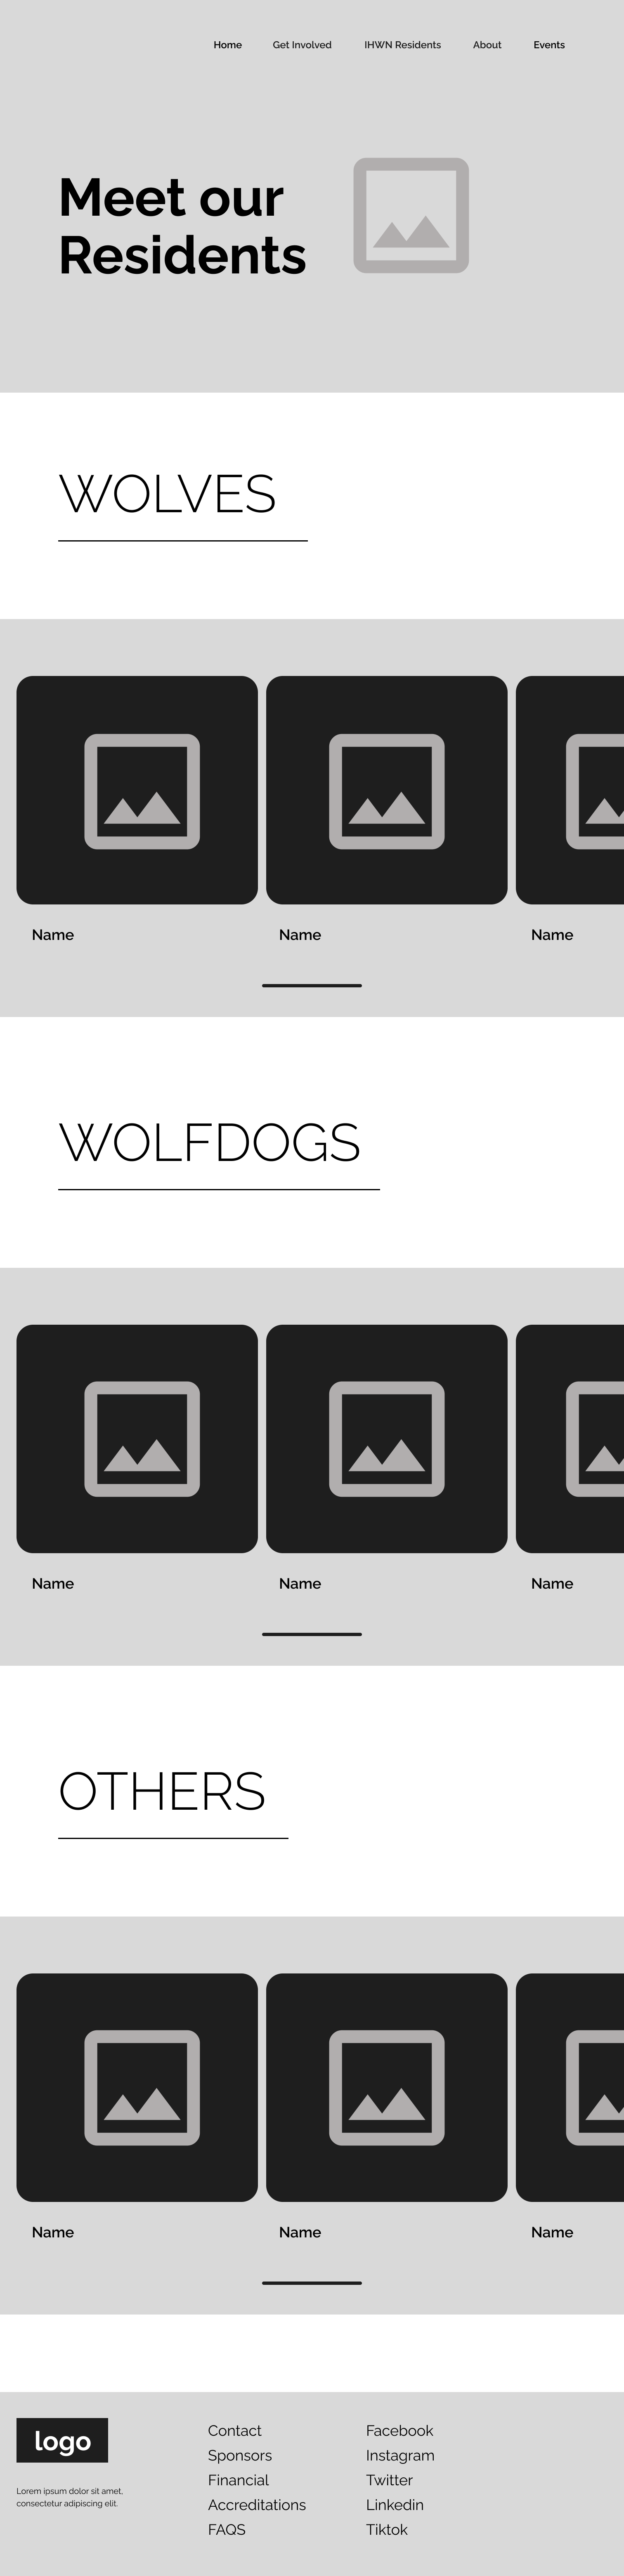 Home Get Involved IHWN Residents About Events
Meet our
Residents
WOLVES
Name Name Name
WOLFDOGS
Name Name Name
OTHERS
Name Name Name
logo
Lorem ipsum dolor sit amet,
consectetur adipiscing elit.
Contact
Sponsors
Financial
Accreditations
FAQS
Facebook
Instagram
Twitter
Linkedin
Tiktok